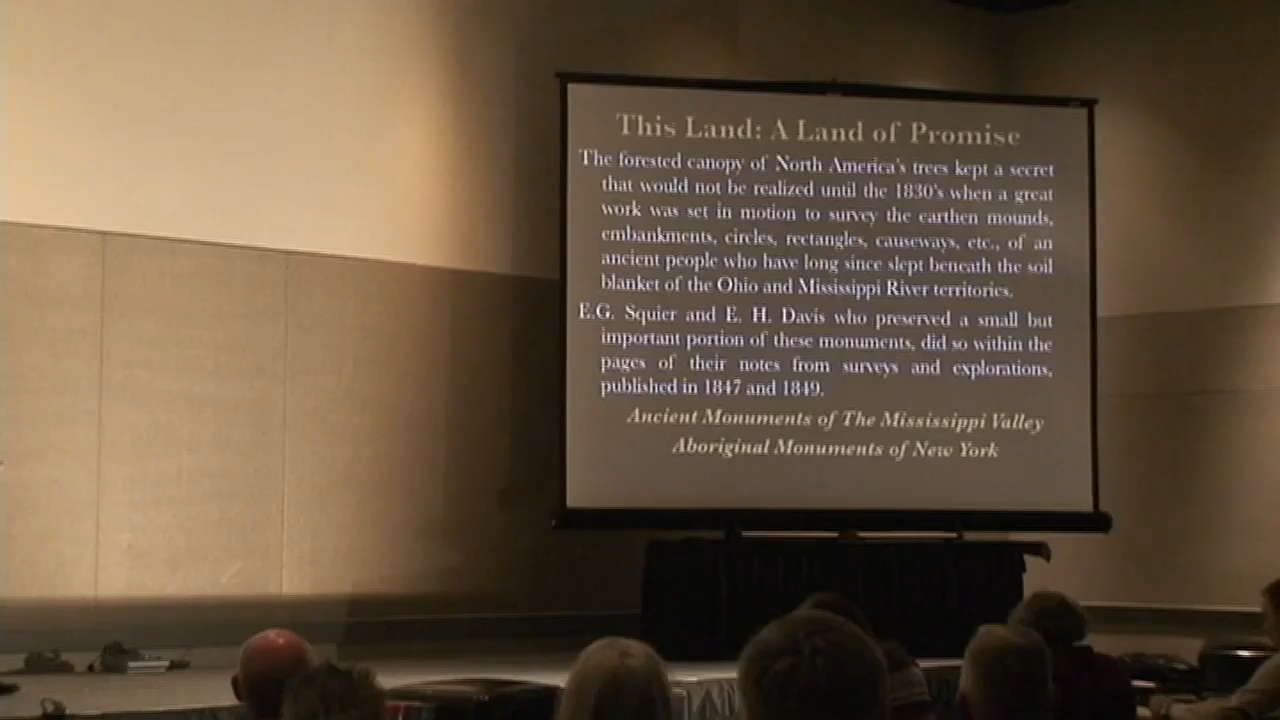 This Land: A Land of Promise
The forested canopy of North America's trees kept a secret
that would not be realized until the 1830's when a great
work was set in motion to survey the earthen mounds,
embankments, circles, rectangles, causeways, etc., of an
ancient people who have long since slept beneath the soil
blanket of the Ohio and Mississippi River territories.
E.G. Squier and E. H. Davis who preserved a small but
important portion of these monuments, did so within the
pages of their notes from surveys and explorations,
published in 1847 and 1849.
Ancient Monuments of The Mississippi Valley
Aboriginal Monuments of New York